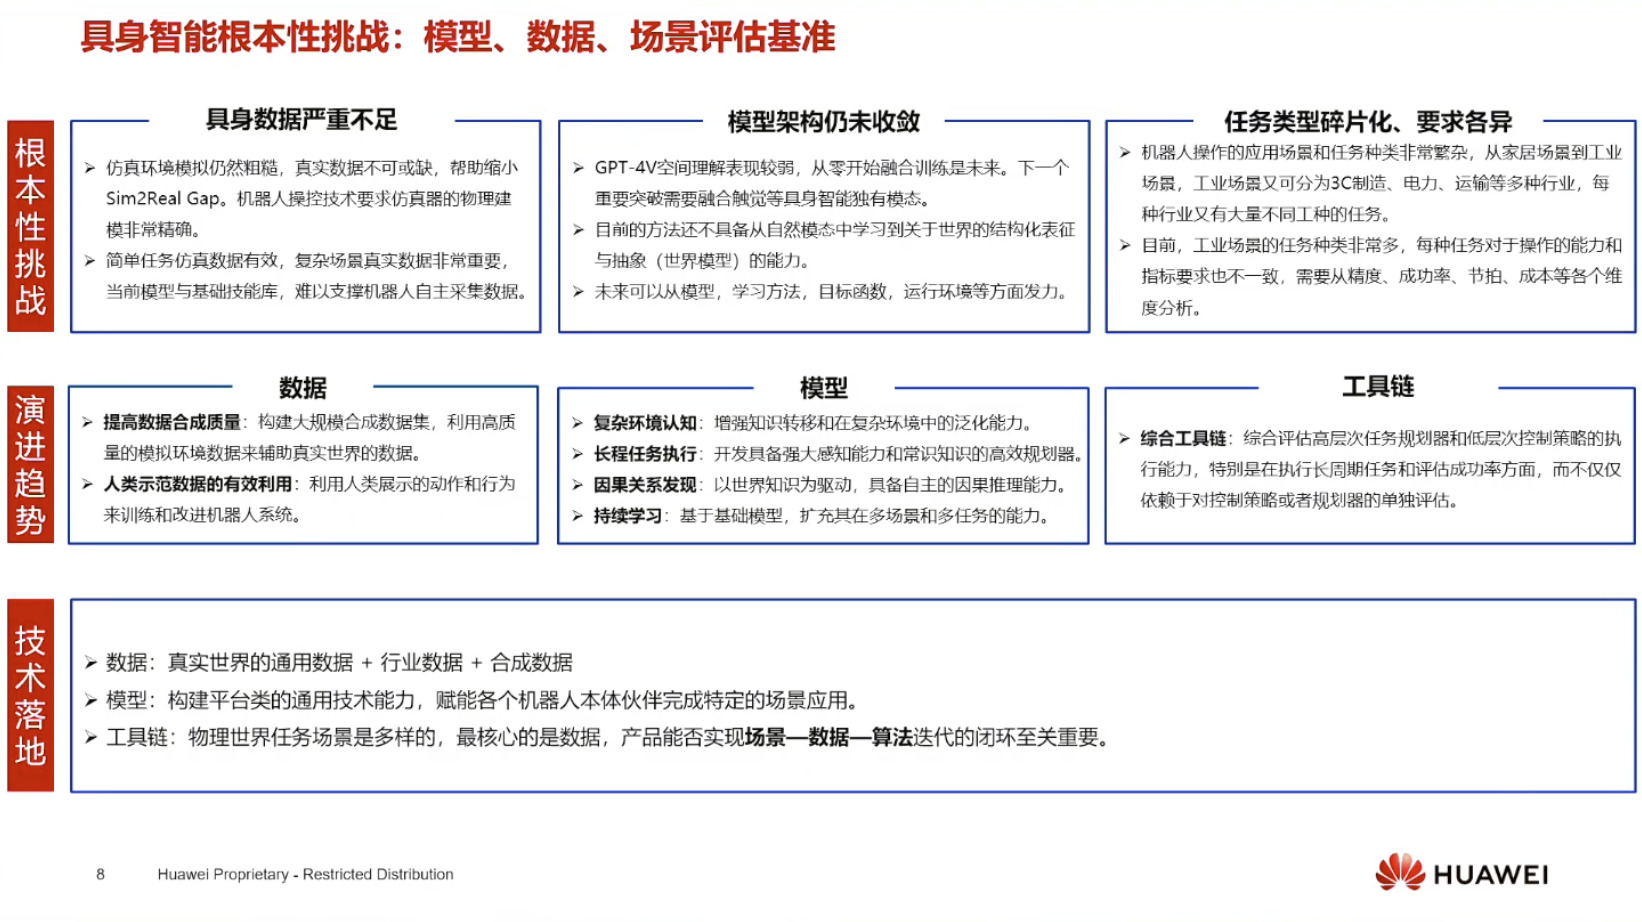 具身智能根本性挑战：模型、数据、场景评估基准
根本性挑战
具身数据严重不足
➢ 仿真环境模拟仍然粗糙，真实数据不可或缺，帮助缩小
Sim2Real Gap。机器人操控技术要求仿真器的物理建
模非常精确。
➢ 简单任务仿真数据有效，复杂场景真实数据非常重要，
当前模型与基础技能库，难以支撑机器人自主采集数据。
模型架构仍未收敛
➢ GPT-4V空间理解表现较弱，从零开始融合训练是未来。下一个
重要突破需要融合触觉等具身智能独有模态。
➢ 目前的方法还不具备从自然模态中学习到关于世界的结构化表征
与抽象（世界模型）的能力。
➢ 未来可以从模型，学习方法，目标函数，运行环境等方面发力。
任务类型碎片化、要求各异
➢ 机器人操作的应用场景和任务种类非常繁杂，从家居场景到工业
场景，工业场景又可分为3C制造、电力、运输等多种行业，每
种行业又有大量不同工种的任务。
➢ 目前，工业场景的任务种类非常多，每种任务对于操作的能力和
指标要求也不一致，需要从精度、成功率、节拍、成本等各个维
度分析。
演进趋势
数据
➢ 提高数据合成质量：构建大规模合成数据集，利用高质
量的模拟环境数据来辅助真实世界的数据。
➢ 人类示范数据的有效利用：利用人类展示的动作和行为
来训练和改进机器人系统。
模型
➢ 复杂环境认知：增强知识转移和在复杂环境中的泛化能力。
➢ 长程任务执行：开发具备强大感知能力和常识知识的高效规划器。
➢ 因果关系发现：以世界知识为驱动，具备自主的因果推理能力。
➢ 持续学习：基于基础模型，扩充其在多场景和多任务的能力。
工具链
➢ 综合工具链：综合评估高层次任务规划器和低层次控制策略的执
行能力，特别是在执行长周期任务和评估成功率方面，而不仅仅
依赖于对控制策略或者规划器的单独评估。
技术落地
➢ 数据：真实世界的通用数据 + 行业数据 + 合成数据
➢ 模型：构建平台类的通用技术能力，赋能各个机器人本体伙伴完成特定的场景应用。
➢ 工具链：物理世界任务场景是多样的，最核心的是数据，产品能否实现场景—数据—算法迭代的闭环至关重要。
8 Huawei Proprietary - Restricted Distribution
HUAWEI